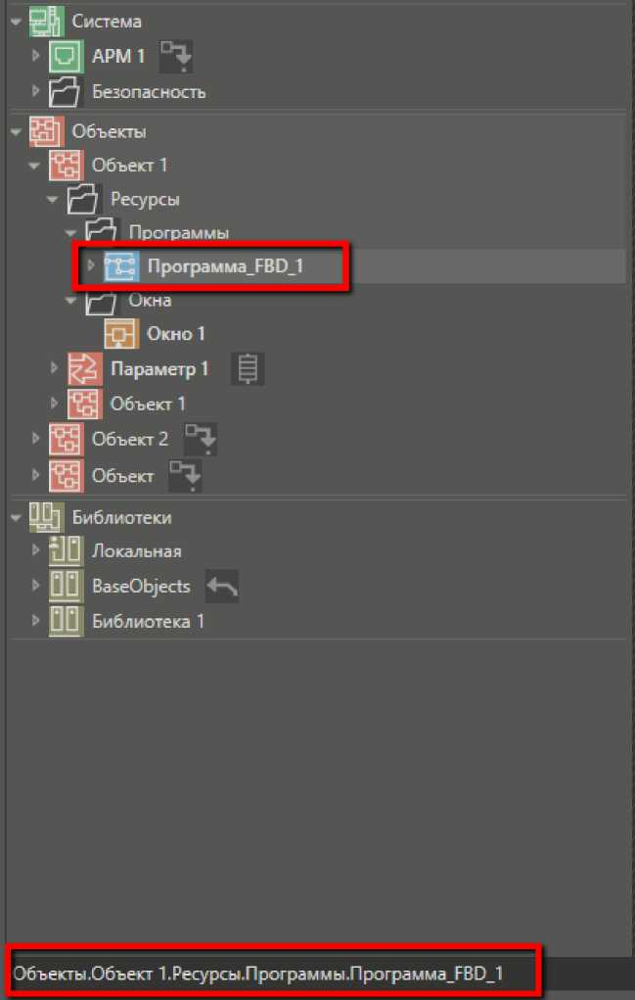 Система
АРМ 1
Безопасность
Объекты
Объект 1
Ресурсы
Программы
Программа_FBD_1
Окна
Окно 1
Параметр 1
Объект 1
Объект 2
Объект
Библиотеки
Локальная
BaseObjects
Библиотека 1
Объекты.Объект 1.Ресурсы.Программы.Программа_FBD_1